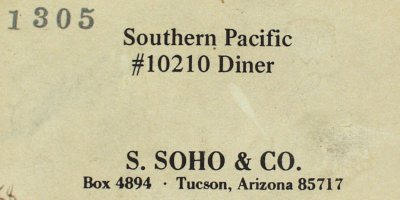 1305
Southern Pacific
#10210 Diner
S. SOHO & CO.
Box 4894 · Tucson, Arizona 85717